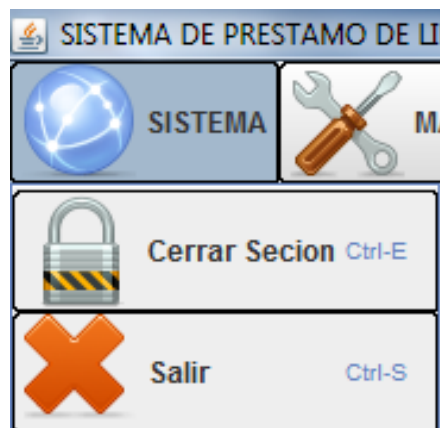 SISTEMA DE PRESTAMO DE LI
SISTEMA
Cerrar Secion Ctrl-E
Salir Ctrl-S